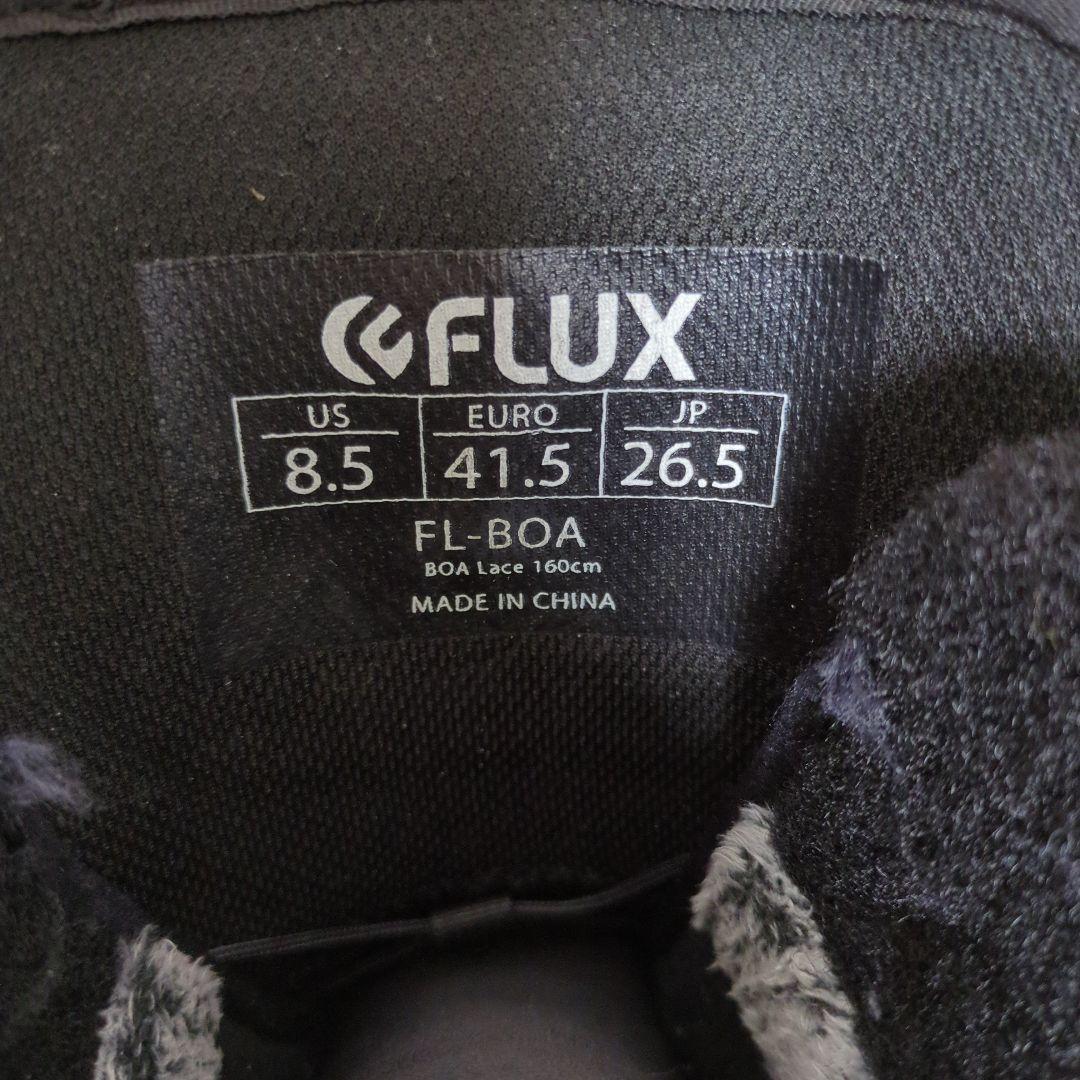 FLUX
US EURO JP
8.5 41.5 26.5
FL-BOA
BOA Lace 160cm
MADE IN CHINA